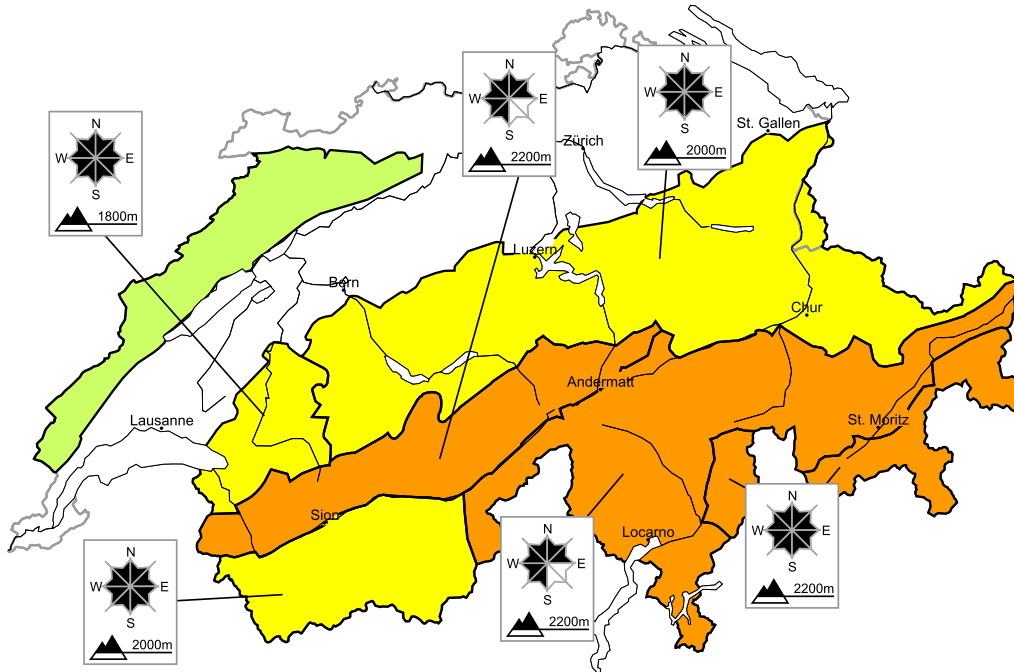 N
W E
S
2200m
N
W E
S
2000m
St. Gallen
Zürich
N
W E
S
1800m
Luzern
Bern
Chur
Andermatt
Lausanne
St. Moritz
N
W E
S
2200m
Sion
Locarno
N
W E
S
2200m
N
W E
S
2000m